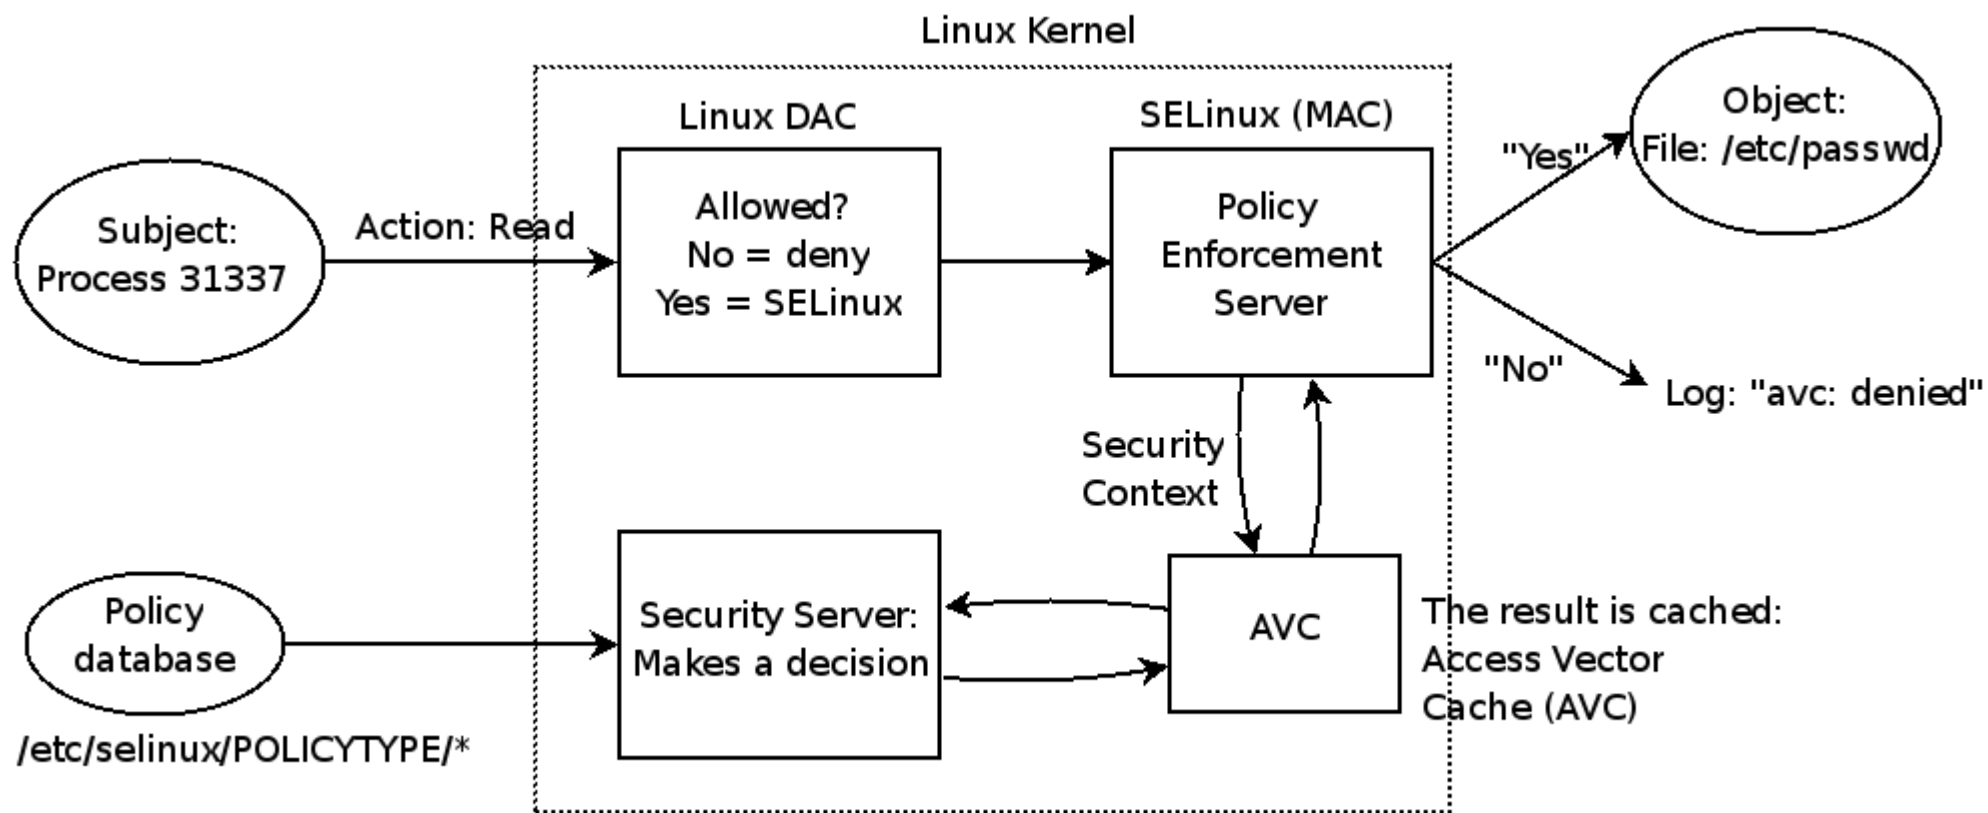 Linux Kernel
Linux DAC
SELinux (MAC)
Subject:
Process 31337
Action: Read
Allowed?
No = deny
Yes = SELinux
Policy
Enforcement
Server
"Yes"
Object:
File: /etc/passwd
"No"
Log: "avc: denied"
Security
Context
Policy
database
/etc/selinux/POLICYTYPE/*
Security Server:
Makes a decision
AVC
The result is cached:
Access Vector
Cache (AVC)